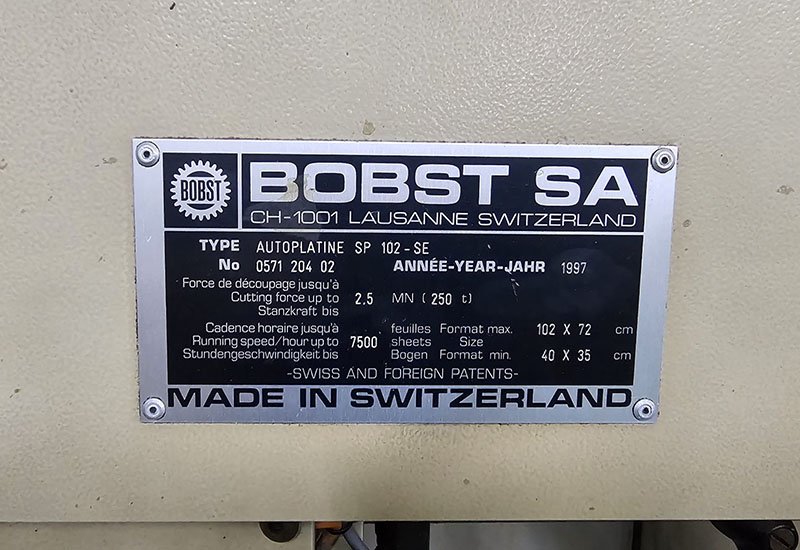 BOBST
BOBST SA
CH-1001 LAUSANNE SWITZERLAND
TYPE AUTOPLATINE SP 102-SE
No 0571 204 02 ANNÉE-YEAR-JAHR 1997
Force de découpage jusqu'à
Cutting force up to 2.5 MN ( 250 t)
Stanzkraft bis
Cadence horaire jusqu'à feuilles Format max. 102 X 72 cm
Running speed/hour up to 7500 sheets Size
Stundengeschwindigkeit bis Bogen Format min. 40 X 35 cm
-SWISS AND FOREIGN PATENTS-
MADE IN SWITZERLAND